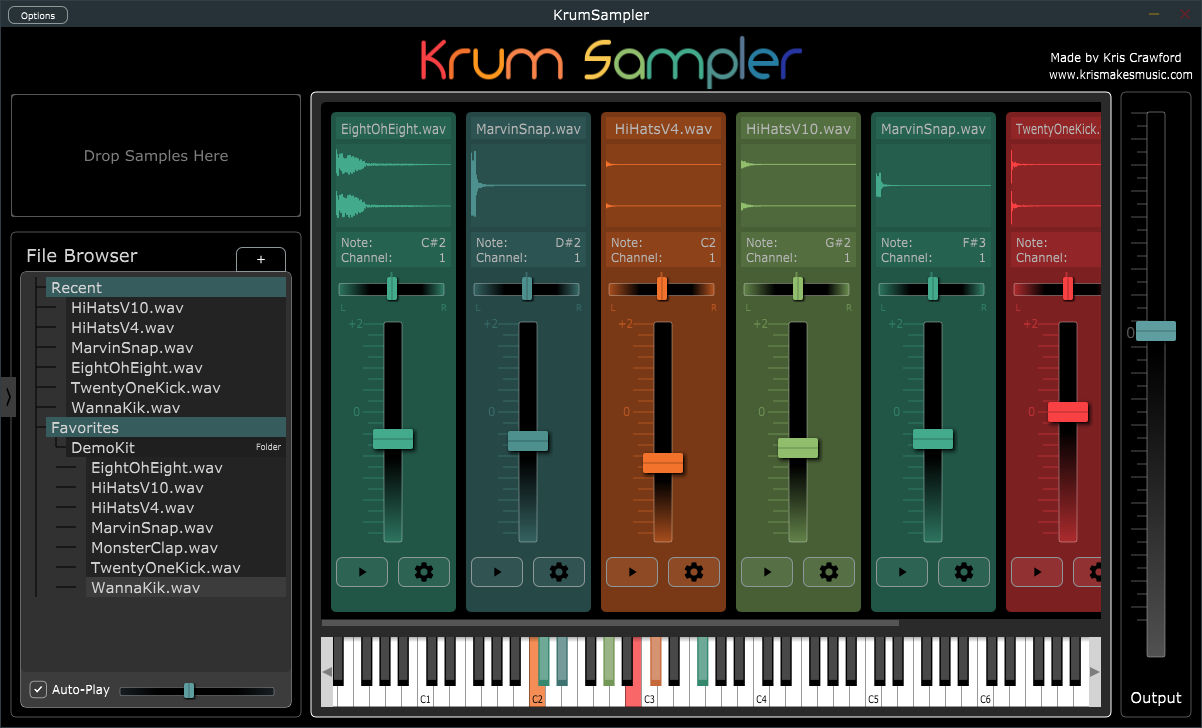 Options
KrumSampler
Krum Sampler
Made by Kris Crawford
www.krismakesmusic.com
Drop Samples Here
File Browser
+
Recent
HiHatsV10.wav
HiHatsV4.wav
MarvinSnap.wav
EightOhEight.wav
TwentyOneKick.wav
WannaKik.wav
Favorites
DemoKit Folder
EightOhEight.wav
HiHatsV10.wav
HiHatsV4.wav
MarvinSnap.wav
MonsterClap.wav
TwentyOneKick.wav
WannaKik.wav
Auto-Play
EightOhEight.wav
Note: C#2
Channel: 1
L R
+2
0
MarvinSnap.wav
Note: D#2
Channel: 1
L R
+2
0
HiHatsV4.wav
Note: C2
Channel: 1
L R
+2
0
HiHatsV10.wav
Note: G#2
Channel: 1
L R
+2
0
MarvinSnap.wav
Note: F#3
Channel: 1
L R
+2
0
TwentyOneKick.
Note:
Channel:
L
+2
0
C1 C2 C3 C4 C5 C6
0
Output